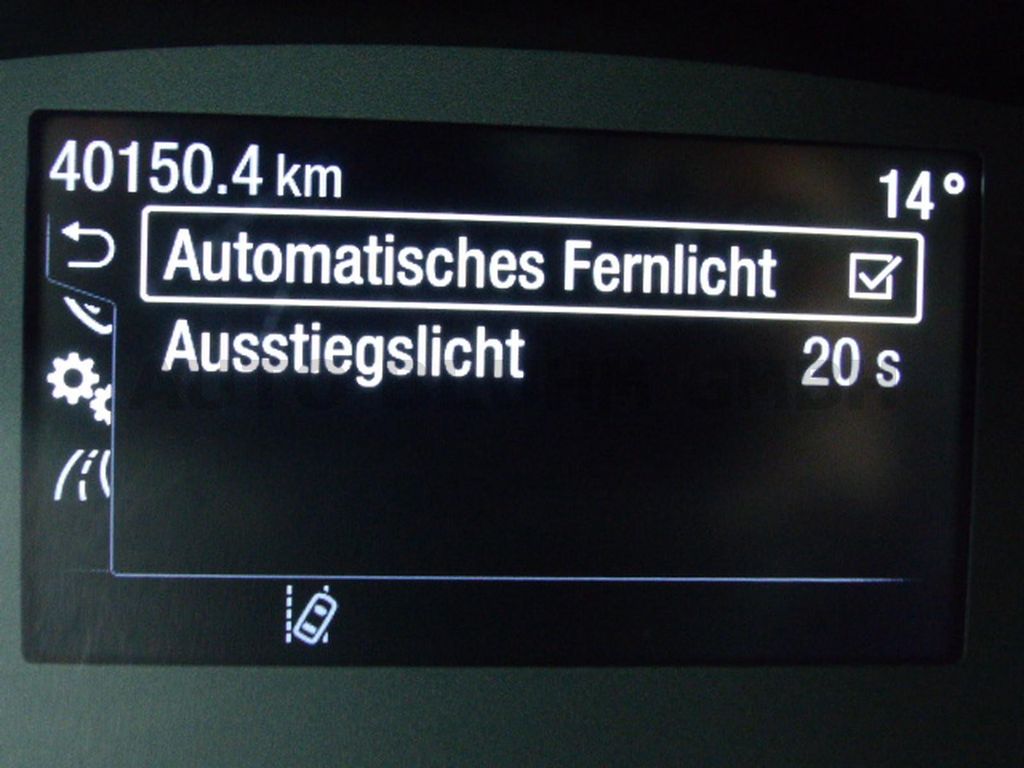 40150.4 km
14°
Automatisches Fernlicht
Ausstiegslicht 20 s